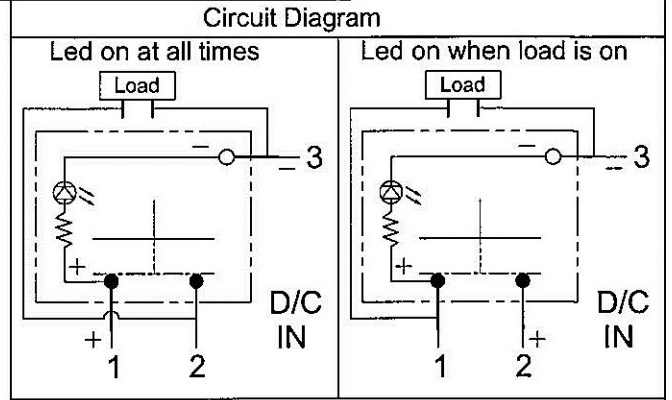 Circuit Diagram
Led on at all times
Load
−
3
−
+
D/C
IN
+
1
2
Led on when load is on
Load
−
3
−
+
D/C
IN
+
1
2